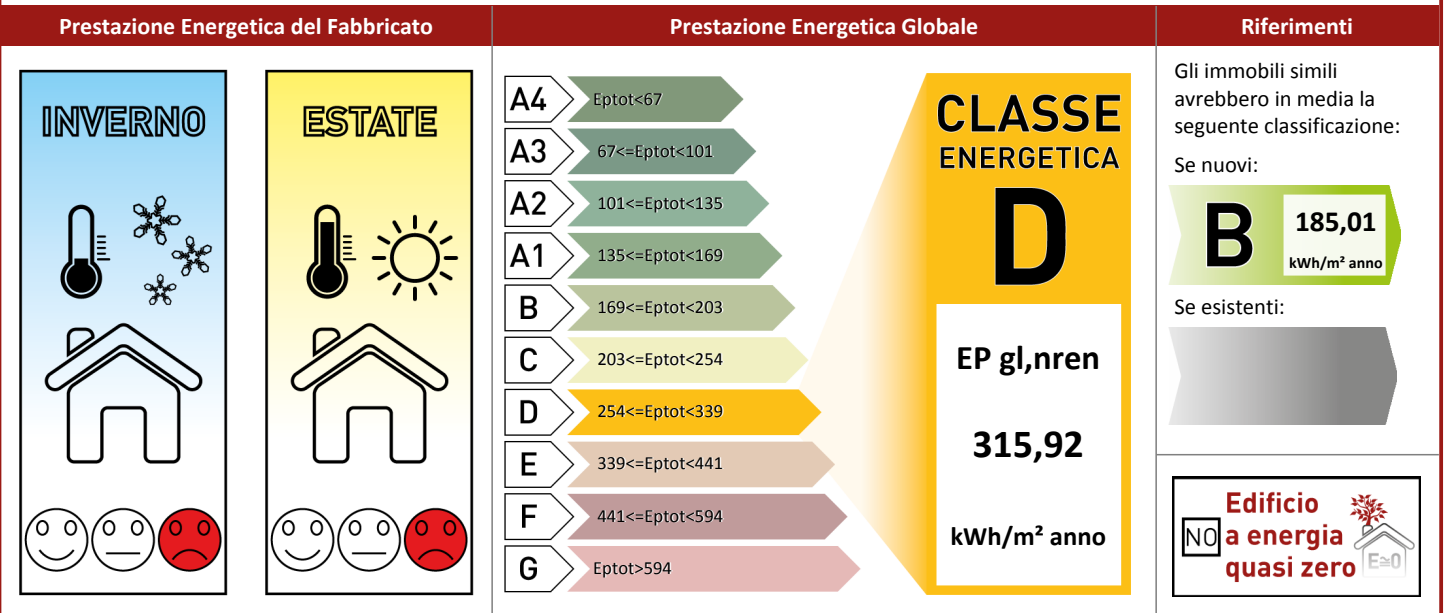 Prestazione Energetica del Fabbricato
Prestazione Energetica Globale
Riferimenti
INVERNO
ESTATE
A4
Eptot<67
A3
67<=Eptot<101
A2
101<=Eptot<135
A1
135<=Eptot<169
B
169<=Eptot<203
C
203<=Eptot<254
D
254<=Eptot<339
E
339<=Eptot<441
F
441<=Eptot<594
G
Eptot>594
CLASSE
ENERGETICA
D
EP gl,nren
315,92
kWh/m² anno
Gli immobili simili
avrebbero in media la
seguente classificazione:
Se nuovi:
B
185,01
kWh/m² anno
Se esistenti:
Edificio
NO a energia
quasi zero
E≅0